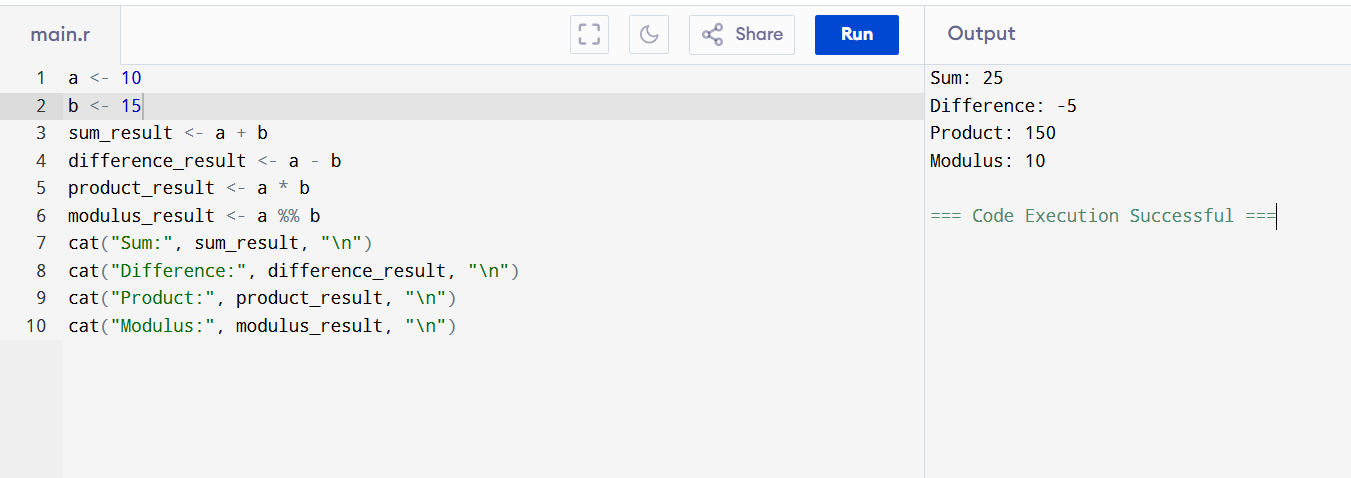 main.r
Share
Run
Output
1 a <- 10
2 b <- 15
3 sum_result <- a + b
4 difference_result <- a - b
5 product_result <- a * b
6 modulus_result <- a %% b
7 cat("Sum:", sum_result, "\n")
8 cat("Difference:", difference_result, "\n")
9 cat("Product:", product_result, "\n")
10 cat("Modulus:", modulus_result, "\n")
Sum: 25
Difference: -5
Product: 150
Modulus: 10
=== Code Execution Successful ===